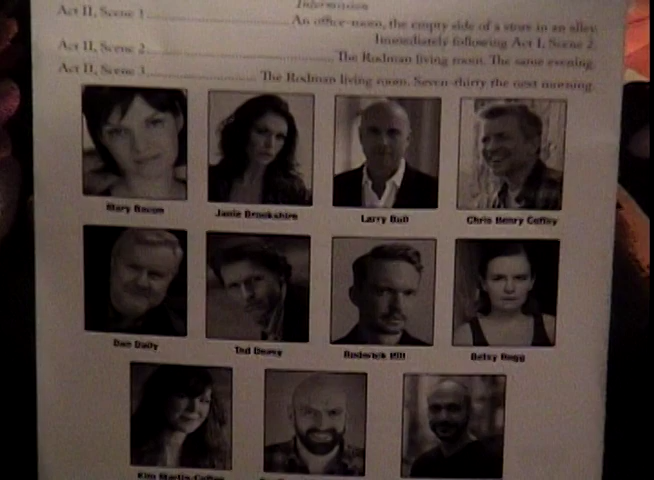 Intermission
Act II, Scene 1 An office-room, the empty side of a store in an alley.
Immediately following Act I, Scene 2.
Act II, Scene 2 The Rodman living room. The same evening.
Act II, Scene 3 The Rodman living room. Seven-thirty the next morning.
Mary Bacon Janie Brookshire Larry Bull Chris Henry Coffey
Dan Daily Ted Deasy Roderick Hill Betsy Hogg
Kim Martin-Cotten